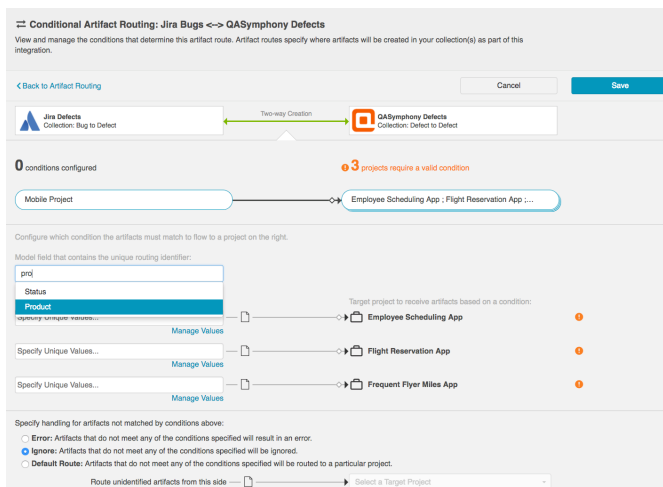 Conditional Artifact Routing: Jira Bugs <--> QASymphony Defects
View and manage the conditions that determine this artifact route. Artifact routes specify where artifacts will be created in your collection(s) as part of this
integration.
Back to Artifact Routing
Cancel
Save
Jira Defects
Collection: Bug to Defect
Two-way Creation
QASymphony Defects
Collection: Defect to Defect
0 conditions configured
3 projects require a valid condition
Mobile Project
Employee Scheduling App ; Flight Reservation App ;...
Configure which condition the artifacts must match to flow to a project on the right.
Model field that contains the unique routing identifier:
pro
Status
Product
Target project to receive artifacts based on a condition:
Specify Unique Values...
Employee Scheduling App
Manage Values
Specify Unique Values...
Flight Reservation App
Manage Values
Specify Unique Values...
Frequent Flyer Miles App
Manage Values
Specify handling for artifacts not matched by conditions above:
Error: Artifacts that do not meet any of the conditions specified will result in an error.
Ignore: Artifacts that do not meet any of the conditions specified will be ignored.
Default Route: Artifacts that do not meet any of the conditions specified will be routed to a particular project.
Route unidentified artifacts from this side
Select a Target Project